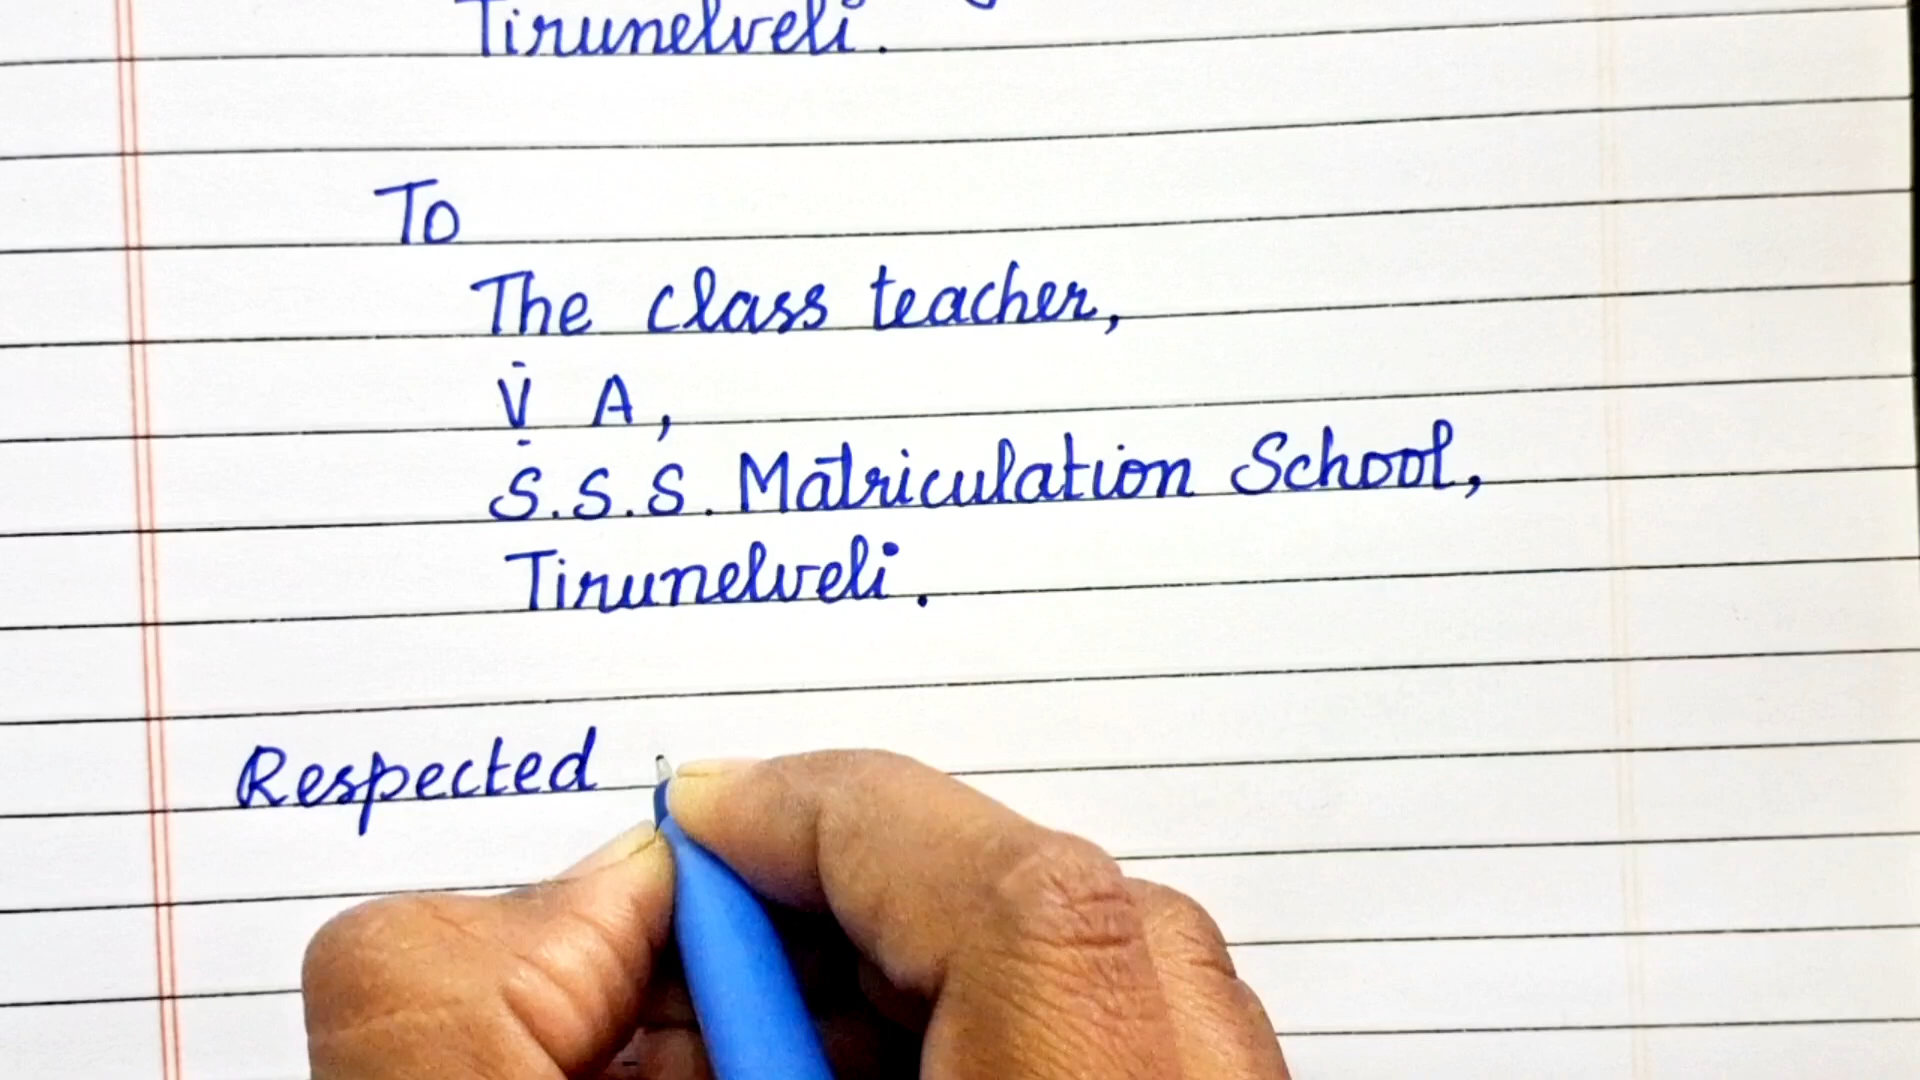 Tirunelveli.
To
The class teacher,
V A,
S.S.S. Matriculation School,
Tirunelveli.
Respected